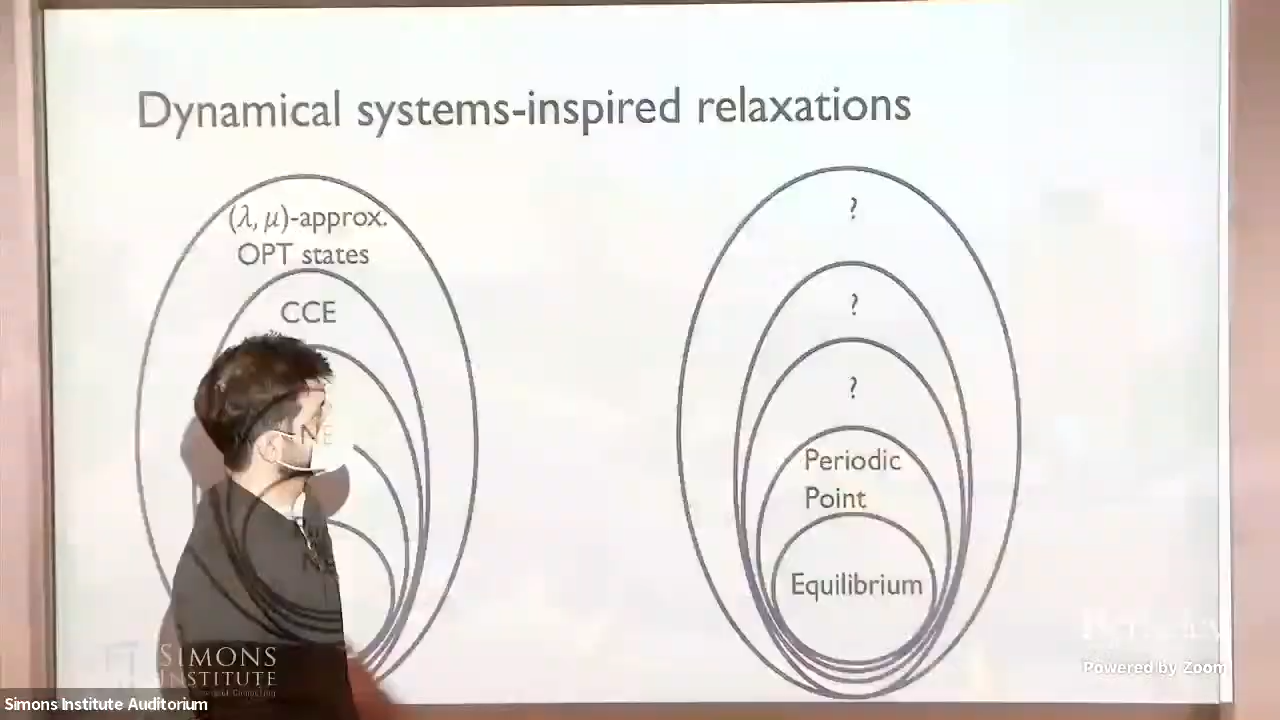 Dynamical systems-inspired relaxations
(λ, μ)-approx.
OPT states
CCE
NE
?
?
?
Periodic
Point
Equilibrium
SIMONS
INSTITUTE
Powered by Zoom
Simons Institute Auditorium